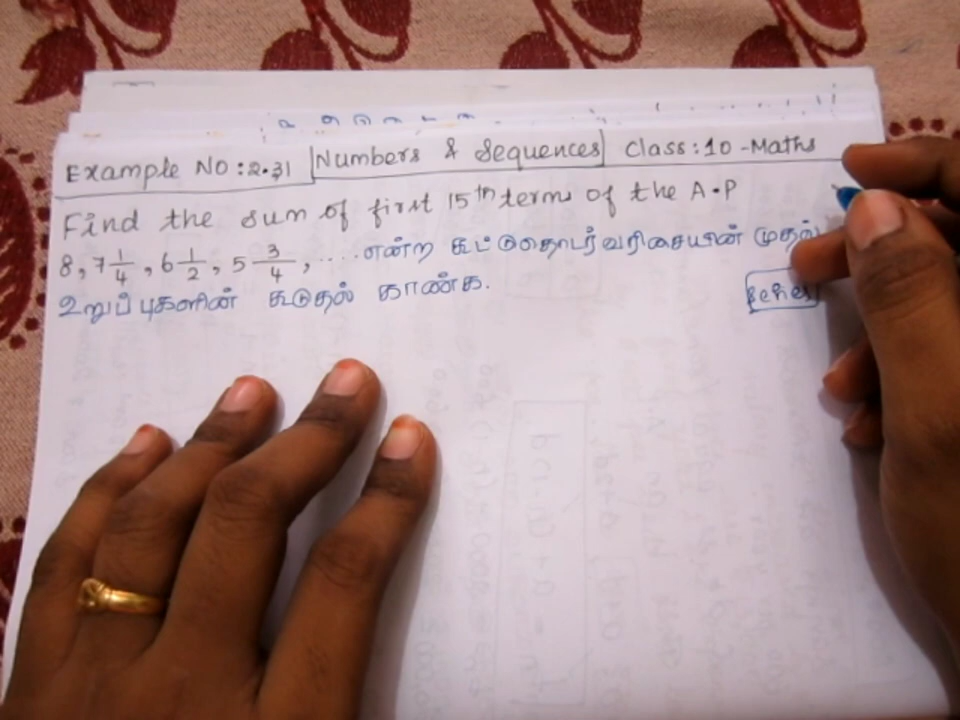 Example NO : 2.31 Numbers & Sequences Class : 10 - Maths
Find the sum of first 15th terms of the A.P
8, 7 1/4, 6 1/2, 5 3/4, .... என்ற கூட்டுதொடர்வரிசையின் முதல்
உறுப்புகளின் கூடுதல் காண்க. Series